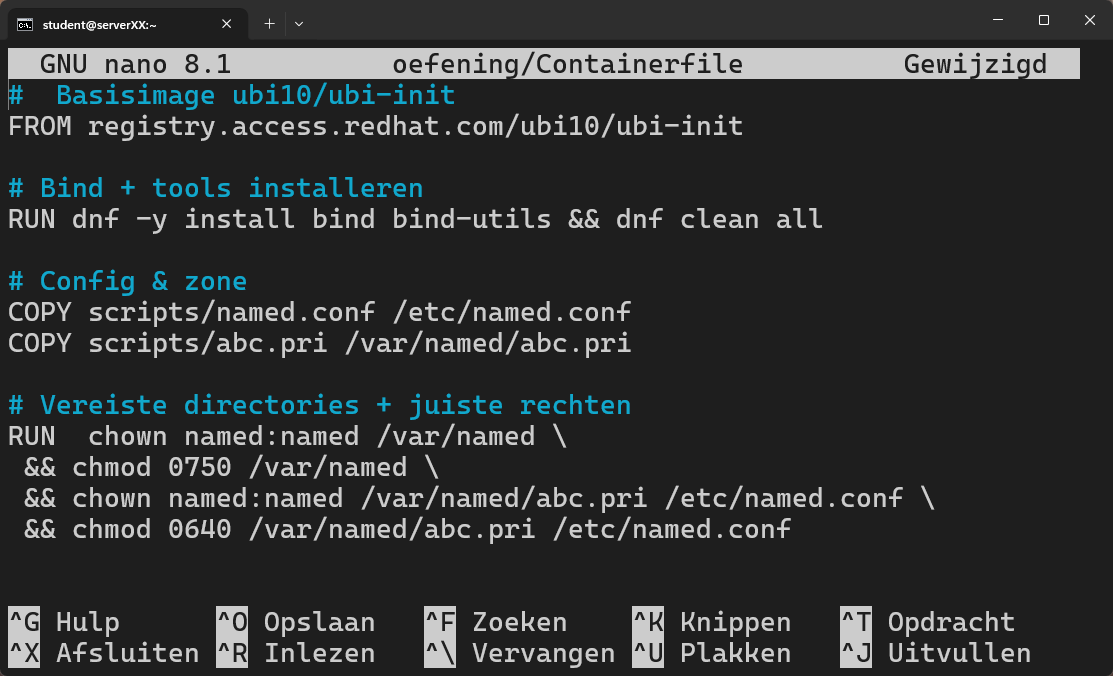 student@serverXX:~
GNU nano 8.1 oefening/Containerfile Gewijzigd
#  Basisimage ubi10/ubi-init
FROM registry.access.redhat.com/ubi10/ubi-init
# Bind + tools installeren
RUN dnf -y install bind bind-utils && dnf clean all
# Config & zone
COPY scripts/named.conf /etc/named.conf
COPY scripts/abc.pri /var/named/abc.pri
# Vereiste directories + juiste rechten
RUN  chown named:named /var/named \
 && chmod 0750 /var/named \
 && chown named:named /var/named/abc.pri /etc/named.conf \
 && chmod 0640 /var/named/abc.pri /etc/named.conf
^G Hulp ^O Opslaan ^F Zoeken ^K Knippen ^T Opdracht
^X Afsluiten ^R Inlezen ^\ Vervangen ^U Plakken ^J Uitvullen